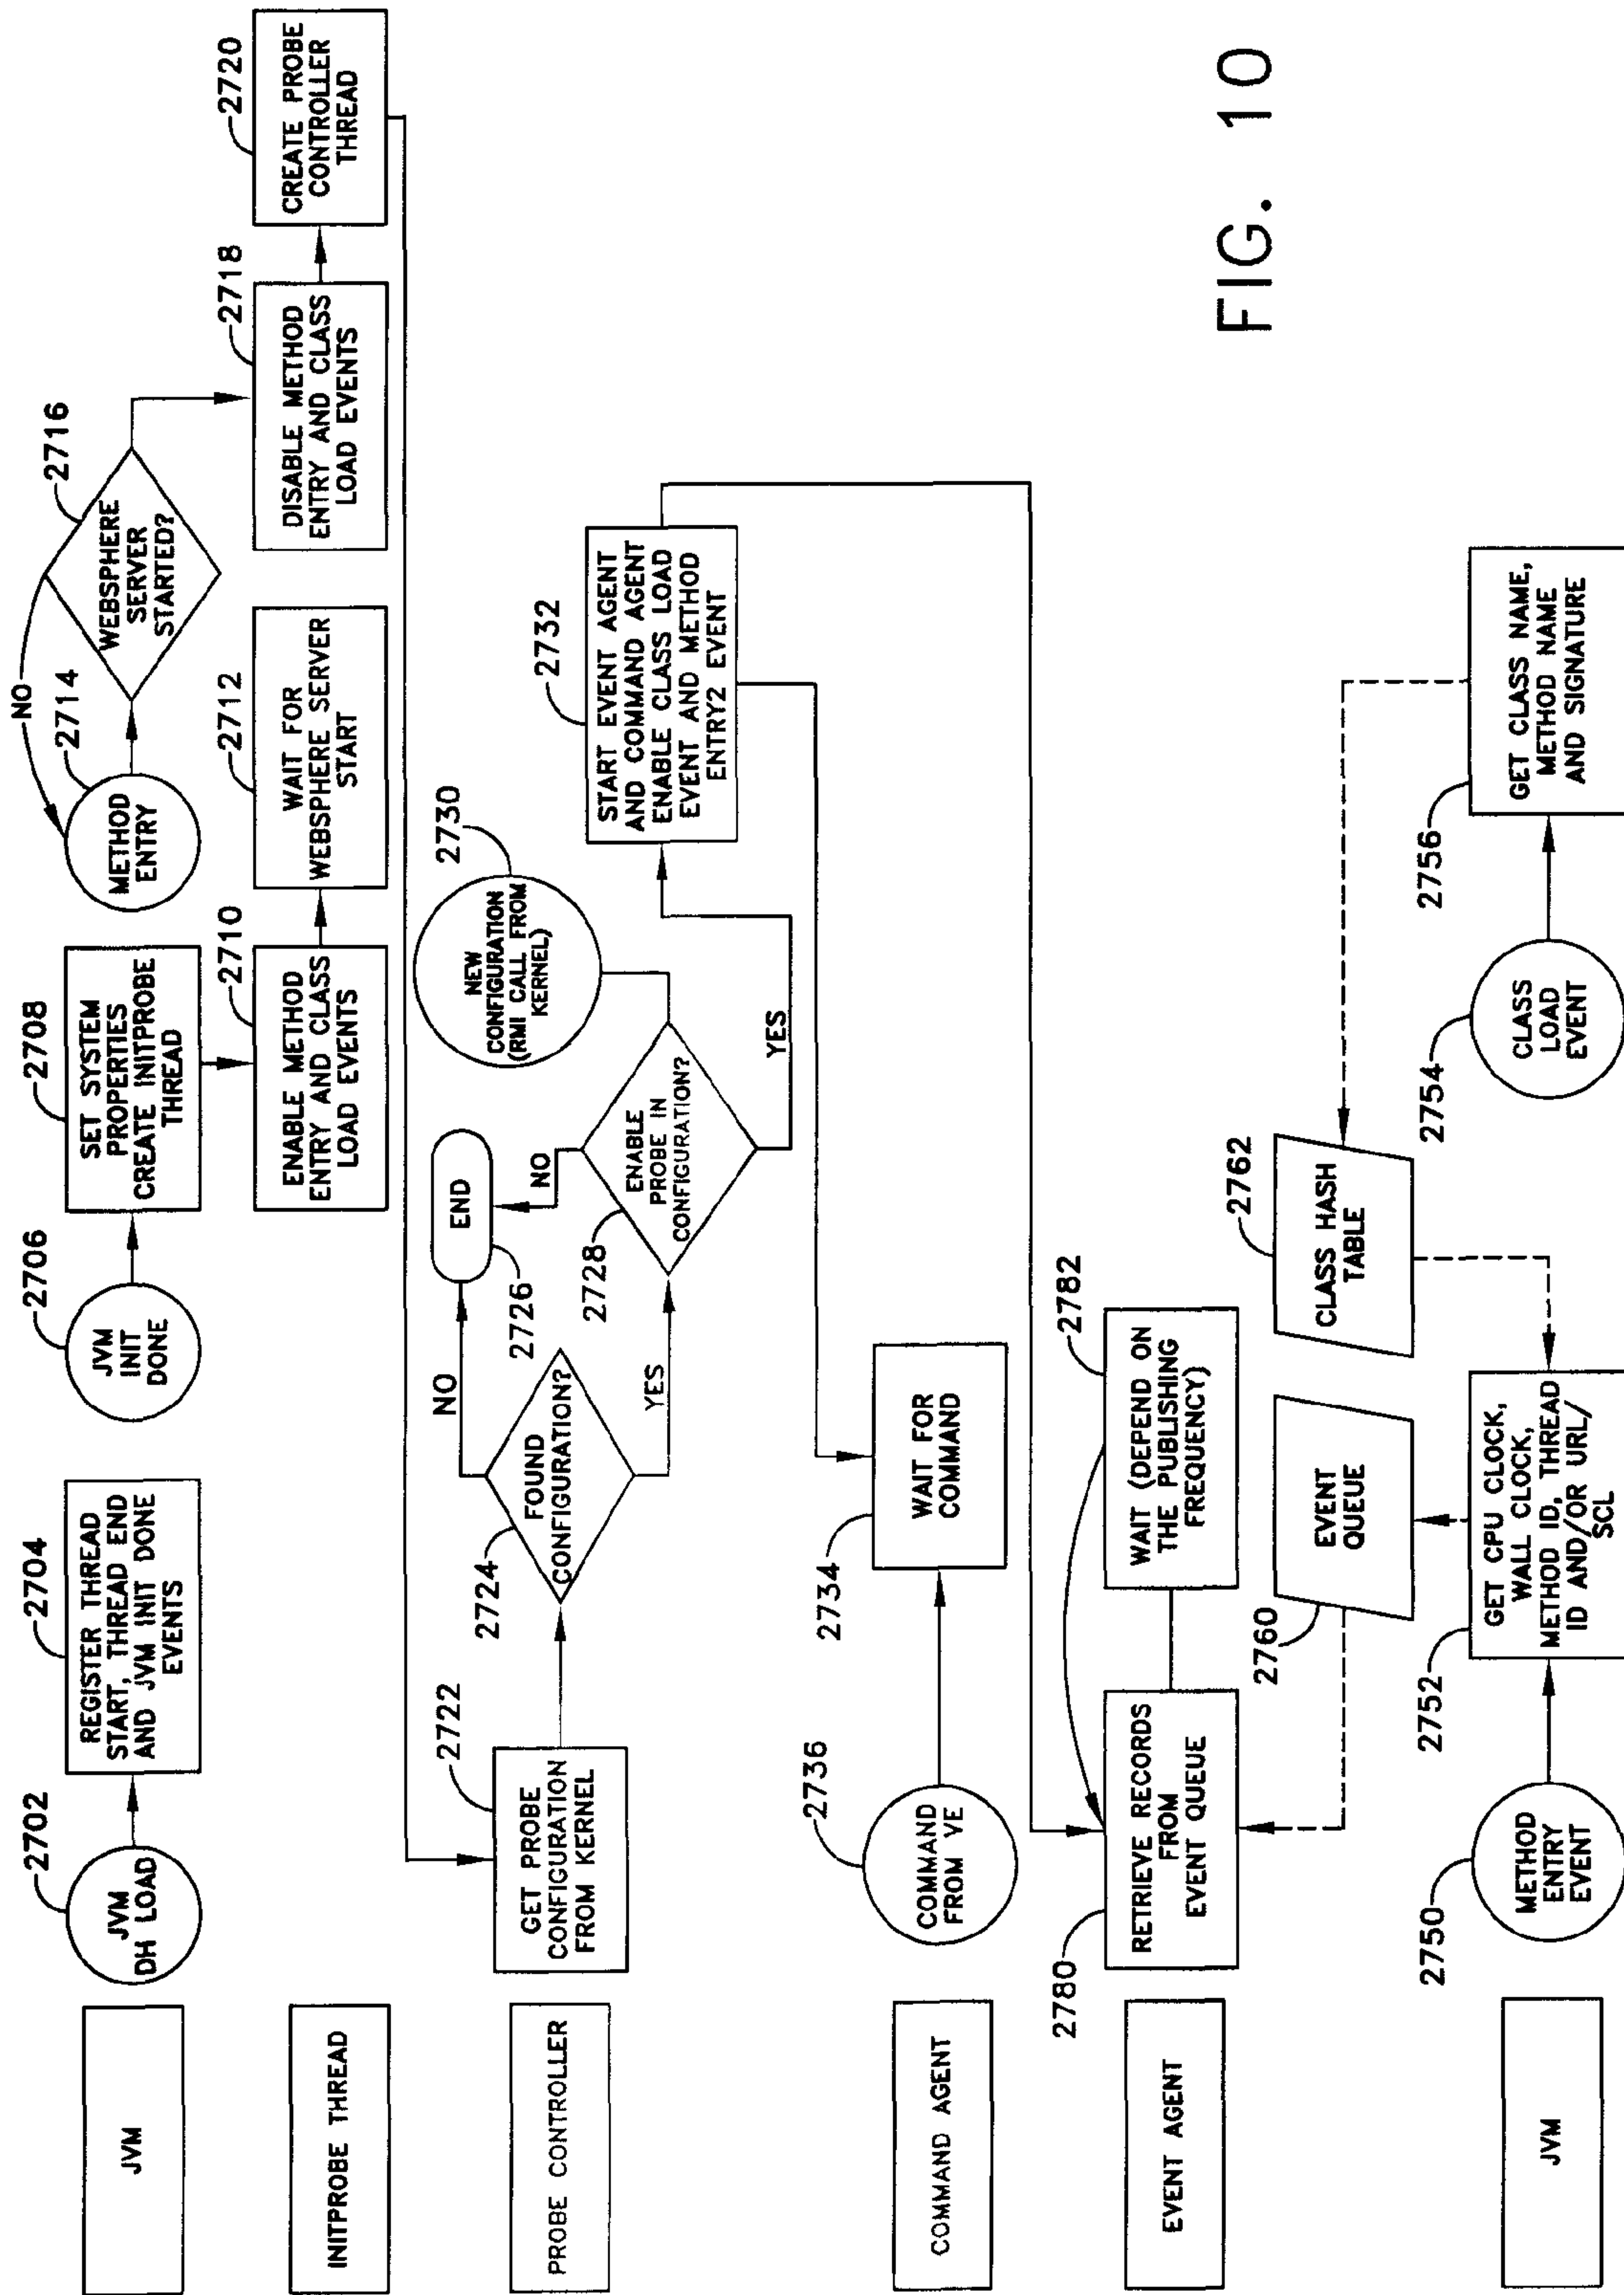 JVM
2702
JVM
DH LOAD
2704
REGISTER THREAD
START, THREAD END
AND JVM INIT DONE
EVENTS
2706
JVM
INIT
DONE
2708
SET SYSTEM
PROPERTIES
CREATE INITPROBE
THREAD
NO
2714
METHOD
ENTRY
2716
WEBSPHERE
SERVER
STARTED?
INITPROBE THREAD
2710
ENABLE METHOD
ENTRY AND CLASS
LOAD EVENTS
2712
WAIT FOR
WEBSPHERE SERVER
START
2718
DISABLE METHOD
ENTRY AND CLASS
LOAD EVENTS
2720
CREATE PROBE
CONTROLLER
THREAD
PROBE CONTROLLER
2722
GET PROBE
CONFIGURATION
FROM KERNEL
2724
FOUND
CONFIGURATION?
NO
YES
END
2726
NO
2728
ENABLE
PROBE IN
CONFIGURATION?
YES
2730
NEW
CONFIGURATION
(RMI CALL FROM
KERNEL)
2732
START EVENT AGENT
AND COMMAND AGENT
ENABLE CLASS LOAD
EVENT AND METHOD
ENTRY2 EVENT
COMMAND AGENT
2736
COMMAND
FROM VE
2734
WAIT FOR
COMMAND
EVENT AGENT
2780
RETRIEVE RECORDS
FROM
EVENT QUEUE
2782
WAIT (DEPEND ON
THE PUBLISHING
FREQUENCY)
2760
EVENT
QUEUE
2762
CLASS HASH
TABLE
JVM
2750
METHOD
ENTRY
EVENT
2752
GET CPU CLOCK,
WALL CLOCK,
METHOD ID, THREAD
ID AND/OR URL/
SCL
2754
CLASS
LOAD
EVENT
2756
GET CLASS NAME,
METHOD NAME
AND SIGNATURE
FIG. 10